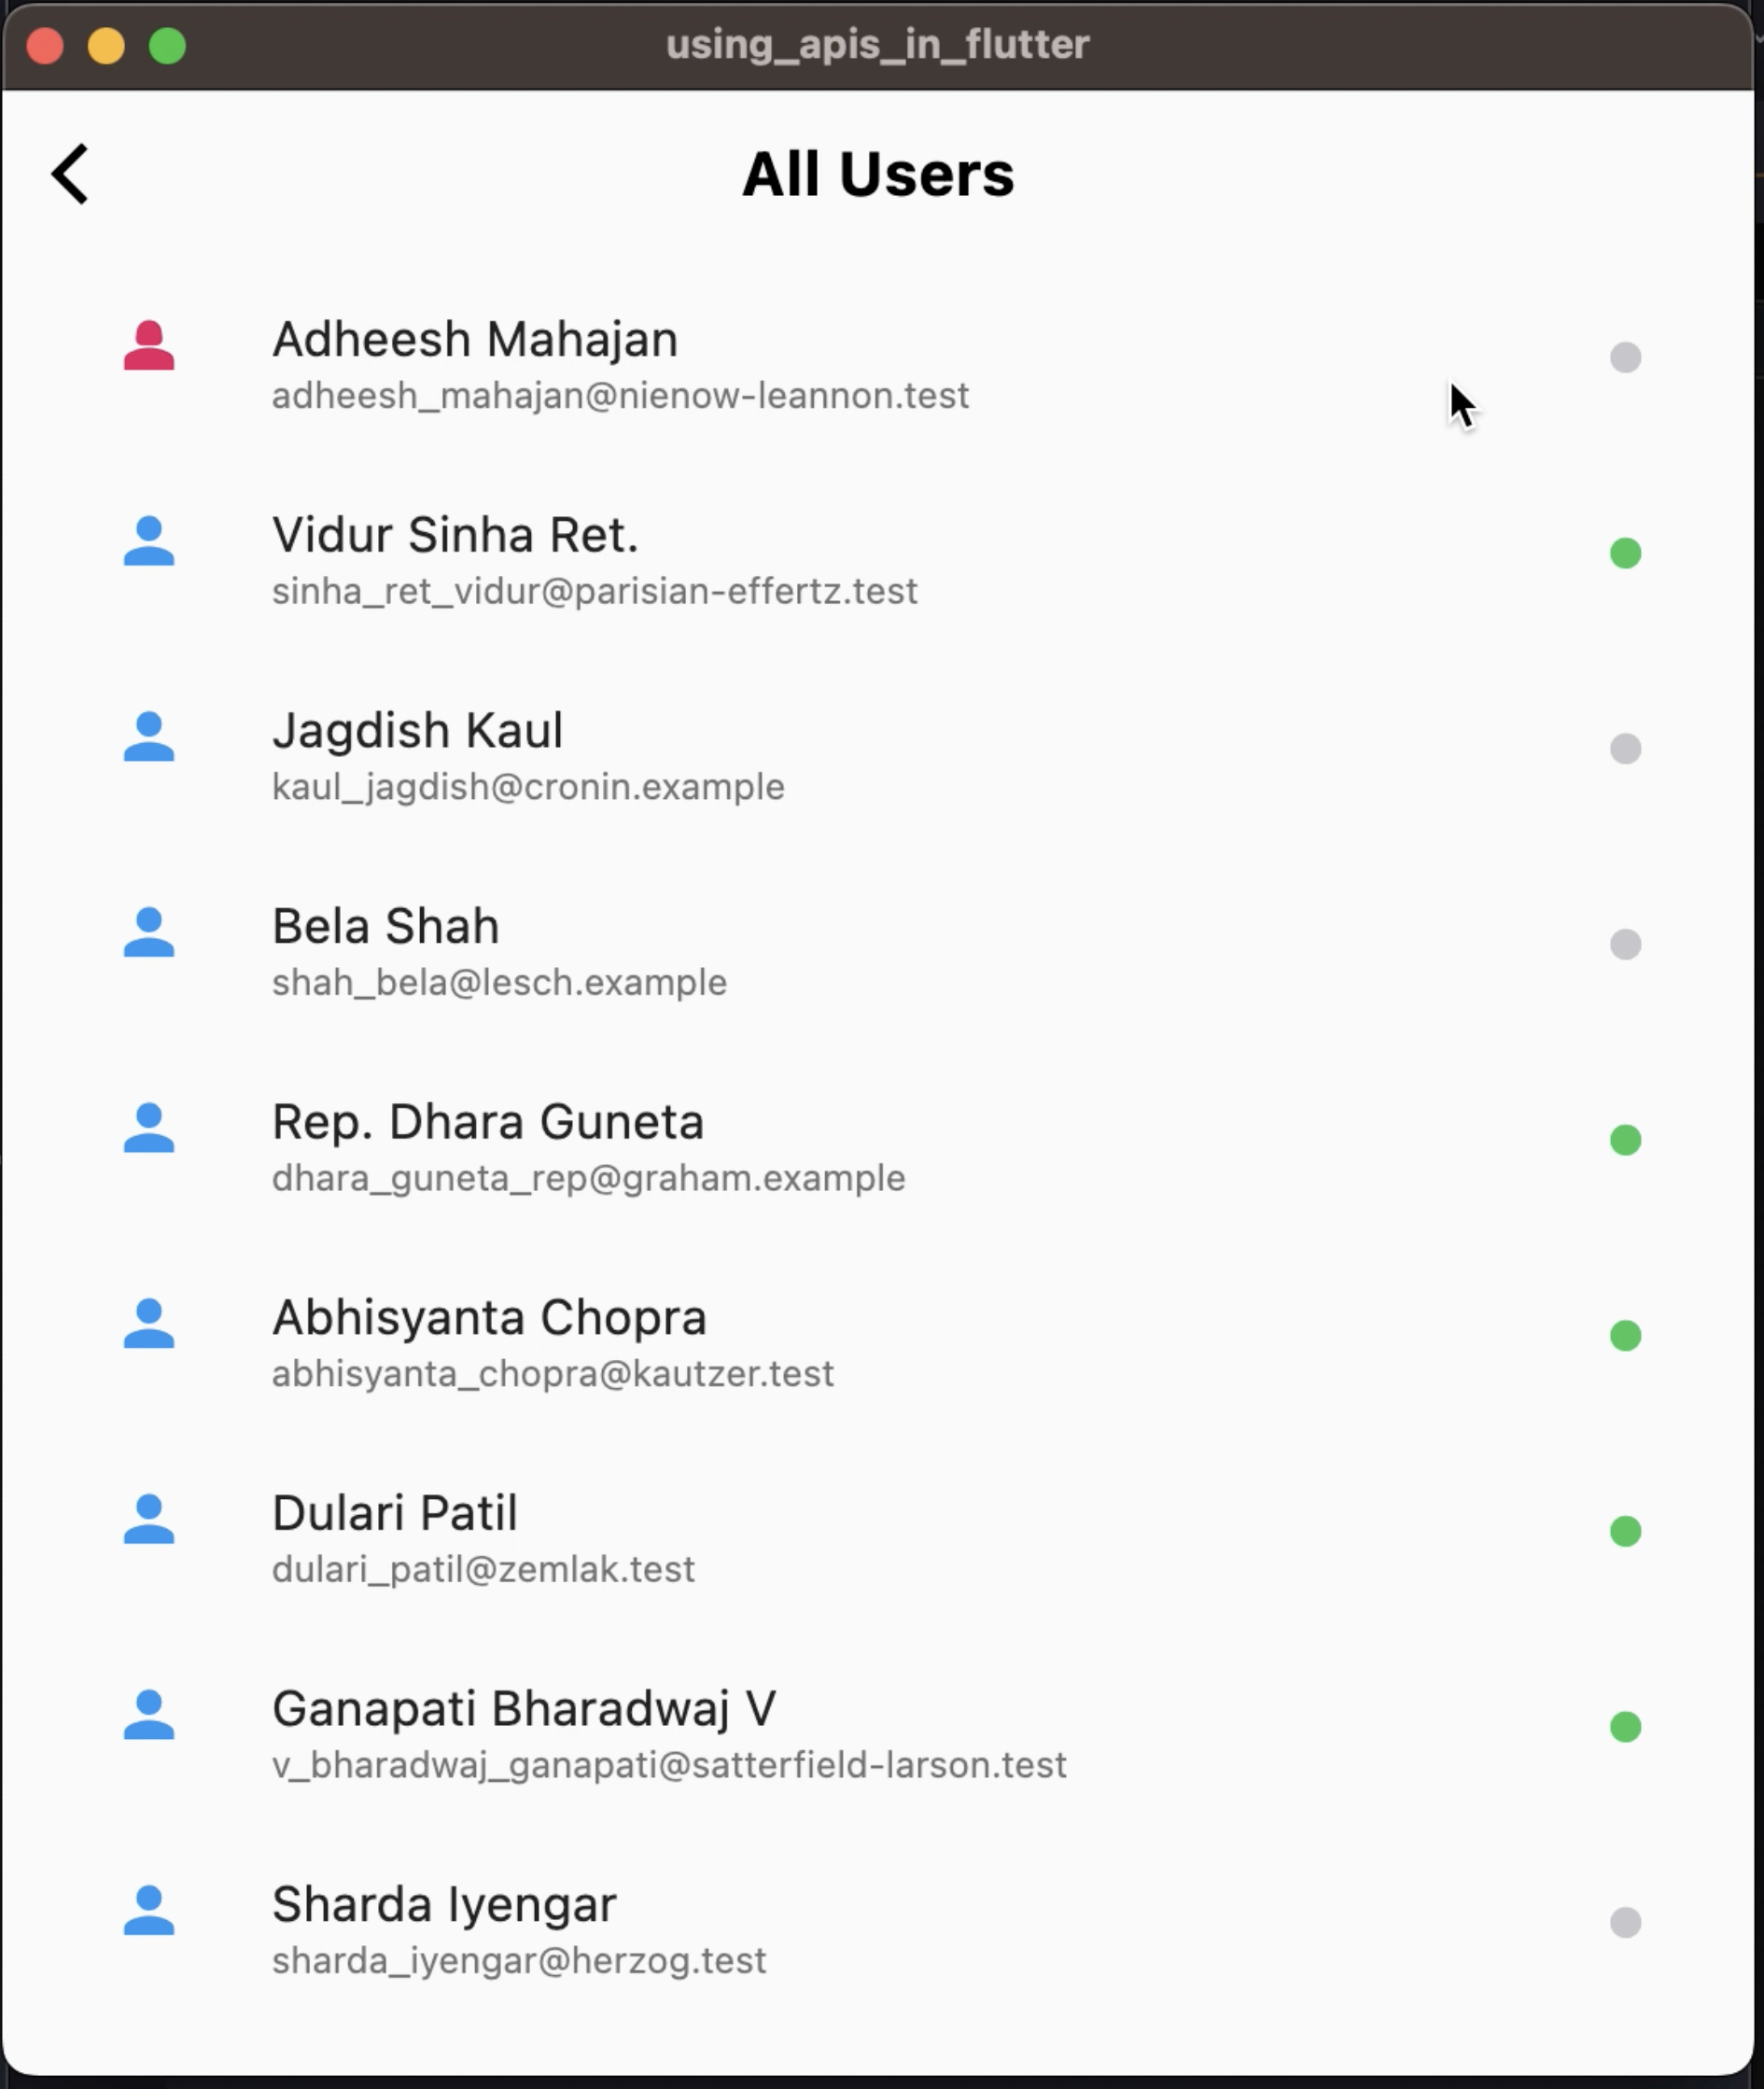 using_apis_in_flutter
All Users
Adheesh Mahajan
adheesh_mahajan@nienow-leannon.test
Vidur Sinha Ret.
sinha_ret_vidur@parisian-effertz.test
Jagdish Kaul
kaul_jagdish@cronin.example
Bela Shah
shah_bela@lesch.example
Rep. Dhara Guneta
dhara_guneta_rep@graham.example
Abhisyanta Chopra
abhisyanta_chopra@kautzer.test
Dulari Patil
dulari_patil@zemlak.test
Ganapati Bharadwaj V
v_bharadwaj_ganapati@satterfield-larson.test
Sharda Iyengar
sharda_iyengar@herzog.test